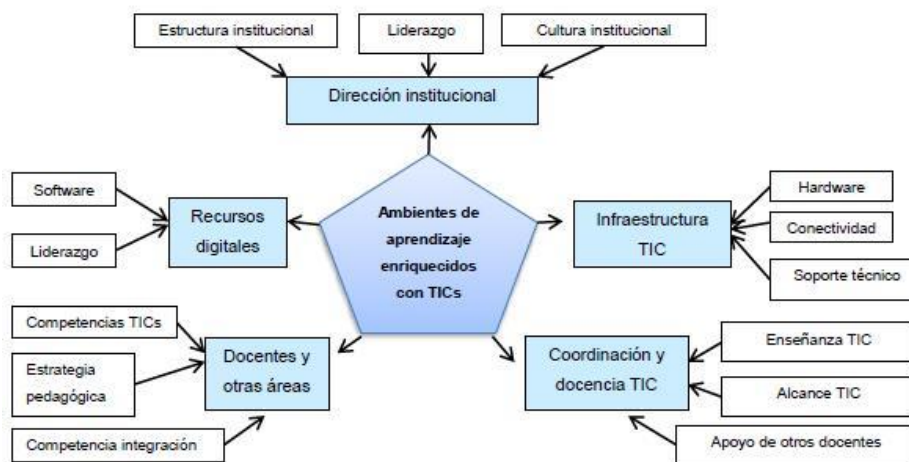 Estructura institucional
Liderazgo
Cultura institucional
Dirección institucional
Software
Liderazgo
Recursos
digitales
Ambientes de
aprendizaje
enriquecidos
con TICs
Infraestructura
TIC
Hardware
Conectividad
Soporte técnico
Competencias TICs
Estrategia
pedagógica
Competencia integración
Docentes y
otras áreas
Coordinación y
docencia TIC
Enseñanza TIC
Alcance TIC
Apoyo de otros docentes